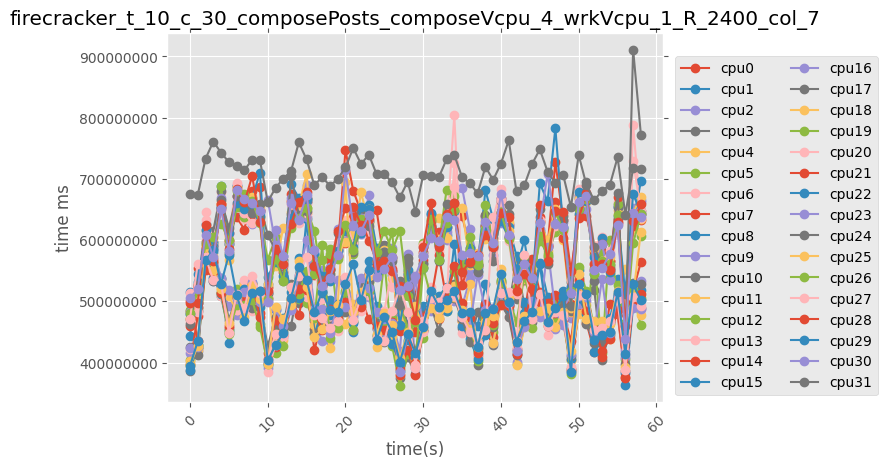 firecracker_t_10_c_30_composePosts_composeVcpu_4_wrkVcpu_1_R_2400_col_7
900000000
800000000
700000000
600000000
500000000
400000000
time ms
0
10
20
30
40
50
60
time(s)
cpu0
cpu1
cpu2
cpu3
cpu4
cpu5
cpu6
cpu7
cpu8
cpu9
cpu10
cpu11
cpu12
cpu13
cpu14
cpu15
cpu16
cpu17
cpu18
cpu19
cpu20
cpu21
cpu22
cpu23
cpu24
cpu25
cpu26
cpu27
cpu28
cpu29
cpu30
cpu31